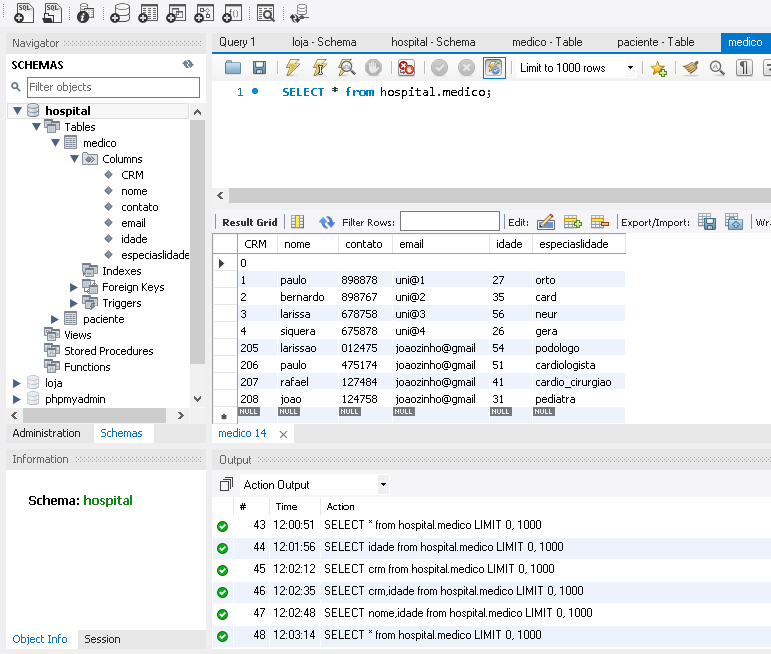 SQL SQL
Navigator
Query 1 loja - Schema hospital - Schema medico - Table paciente - Table medico
SCHEMAS
Filter objects
hospital
Tables
medico
Columns
CRM
nome
contato
email
idade
especiaslidade
Indexes
Foreign Keys
Triggers
paciente
Views
Stored Procedures
Functions
loja
phpmyadmin
Administration Schemas
Information
Schema: hospital
Object Info Session
Limit to 1000 rows
1 SELECT * from hospital.medico;
Result Grid Filter Rows: Edit: Export/Import: Wr
CRM nome contato email idade especiaslidade
0
1 paulo 898878 uni@1 27 orto
2 bernardo 898767 uni@2 35 card
3 larissa 678758 uni@3 56 neur
4 siquera 675878 uni@4 26 gera
205 larissao 012475 joaozinho@gmail 54 podologo
206 paulo 475174 joaozinho@gmail 51 cardiologista
207 rafael 127484 joaozinho@gmail 41 cardio_cirurgiao
208 joao 124758 joaozinho@gmail 31 pediatra
NULL NULL NULL NULL NULL NULL
medico 14
Output
Action Output
# Time Action
43 12:00:51 SELECT * from hospital.medico LIMIT 0, 1000
44 12:01:56 SELECT idade from hospital.medico LIMIT 0, 1000
45 12:02:12 SELECT crm from hospital.medico LIMIT 0, 1000
46 12:02:35 SELECT crm,idade from hospital.medico LIMIT 0, 1000
47 12:02:48 SELECT nome,idade from hospital.medico LIMIT 0, 1000
48 12:03:14 SELECT * from hospital.medico LIMIT 0, 1000